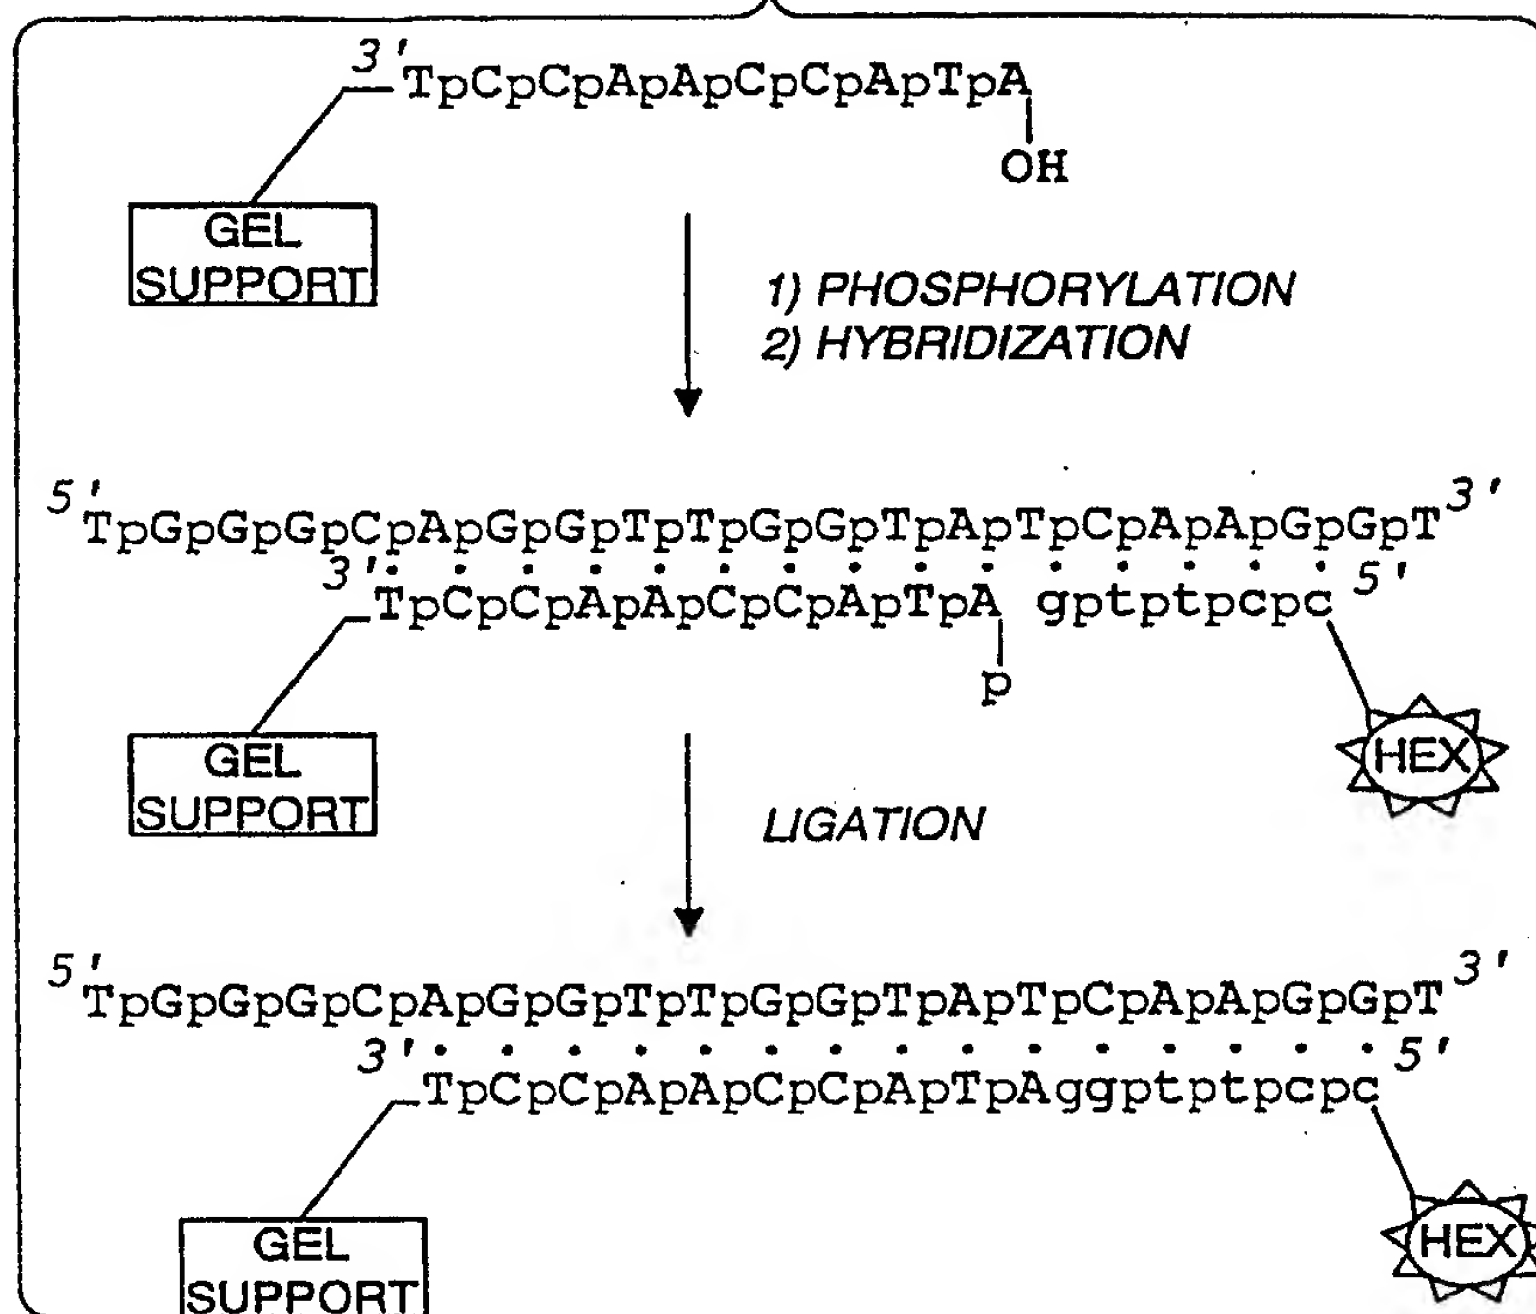 3'
TpCpCpApApCpCpApTpA
OH
GEL
SUPPORT
1) PHOSPHORYLATION
2) HYBRIDIZATION
5' TpGpGpGpCpApGpGpTpTpGpGpTpApTpCpApApGpGpT 3'
3' TpCpCpApApCpCpApTpA gptptpcpc 5'
p
GEL
SUPPORT
HEX
LIGATION
5' TpGpGpGpCpApGpGpTpTpGpGpTpApTpCpApApGpGpT 3'
3' 5'
TpCpCpApApCpCpApTpAggptptpcpc
GEL
SUPPORT
HEX